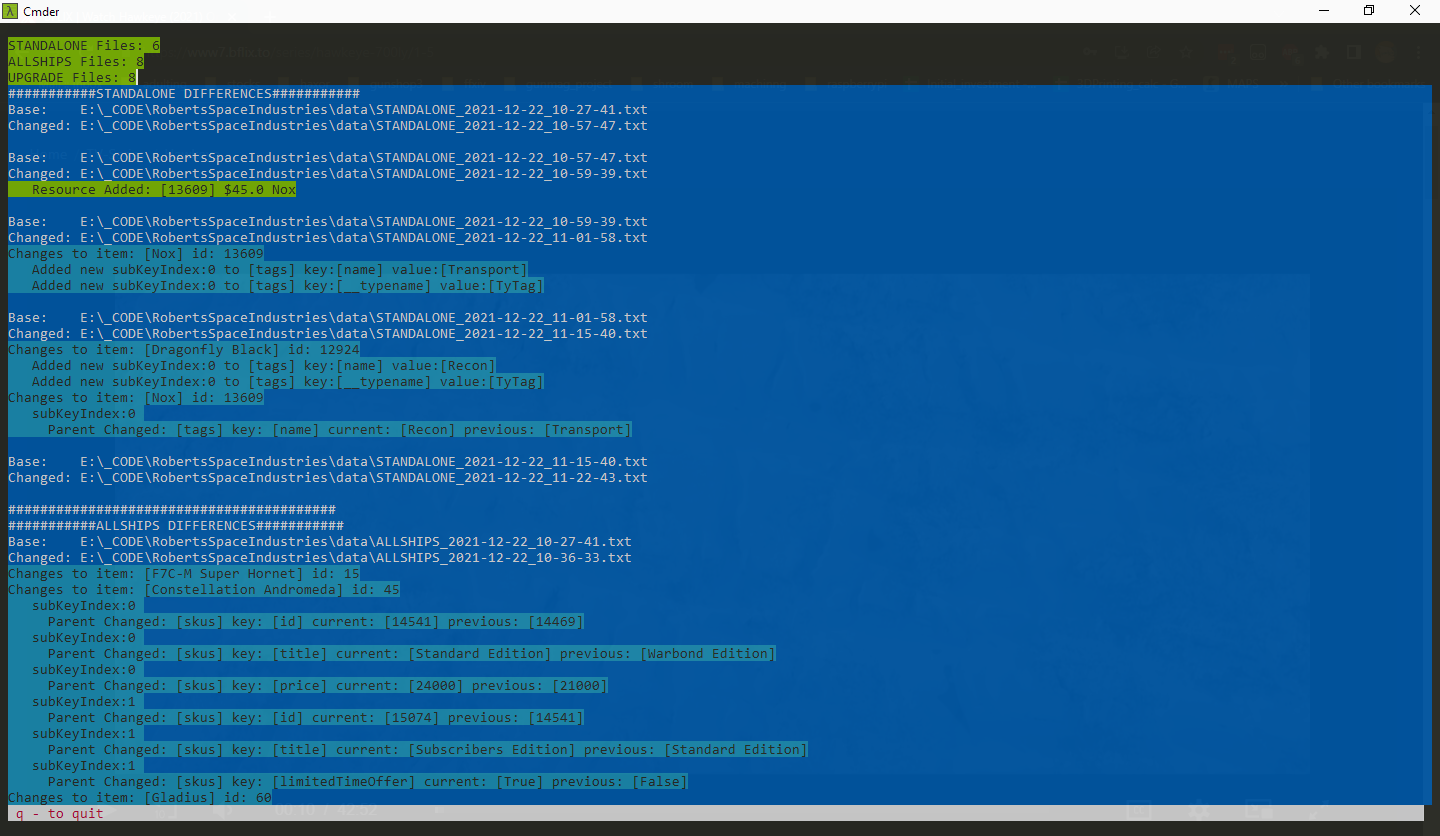 λ Cmder
STANDALONE Files: 6
ALLSHIPS Files: 8
UPGRADE Files: 8
###########STANDALONE DIFFERENCES###########
Base:    E:\_CODE\RobertsSpaceIndustries\data\STANDALONE_2021-12-22_10-27-41.txt
Changed: E:\_CODE\RobertsSpaceIndustries\data\STANDALONE_2021-12-22_10-57-47.txt
Base:    E:\_CODE\RobertsSpaceIndustries\data\STANDALONE_2021-12-22_10-57-47.txt
Changed: E:\_CODE\RobertsSpaceIndustries\data\STANDALONE_2021-12-22_10-59-39.txt
   Resource Added: [13609] $45.0 Nox
Base:    E:\_CODE\RobertsSpaceIndustries\data\STANDALONE_2021-12-22_10-59-39.txt
Changed: E:\_CODE\RobertsSpaceIndustries\data\STANDALONE_2021-12-22_11-01-58.txt
Changes to item: [Nox] id: 13609
   Added new subKeyIndex:0 to [tags] key:[name] value:[Transport]
   Added new subKeyIndex:0 to [tags] key:[__typename] value:[TyTag]
Base:    E:\_CODE\RobertsSpaceIndustries\data\STANDALONE_2021-12-22_11-01-58.txt
Changed: E:\_CODE\RobertsSpaceIndustries\data\STANDALONE_2021-12-22_11-15-40.txt
Changes to item: [Dragonfly Black] id: 12924
   Added new subKeyIndex:0 to [tags] key:[name] value:[Recon]
   Added new subKeyIndex:0 to [tags] key:[__typename] value:[TyTag]
Changes to item: [Nox] id: 13609
   subKeyIndex:0
     Parent Changed: [tags] key: [name] current: [Recon] previous: [Transport]
Base:    E:\_CODE\RobertsSpaceIndustries\data\STANDALONE_2021-12-22_11-15-40.txt
Changed: E:\_CODE\RobertsSpaceIndustries\data\STANDALONE_2021-12-22_11-22-43.txt
#########################################
###########ALLSHIPS DIFFERENCES###########
Base:    E:\_CODE\RobertsSpaceIndustries\data\ALLSHIPS_2021-12-22_10-27-41.txt
Changed: E:\_CODE\RobertsSpaceIndustries\data\ALLSHIPS_2021-12-22_10-36-33.txt
Changes to item: [F7C-M Super Hornet] id: 15
Changes to item: [Constellation Andromeda] id: 45
   subKeyIndex:0
     Parent Changed: [skus] key: [id] current: [14541] previous: [14469]
   subKeyIndex:0
     Parent Changed: [skus] key: [title] current: [Standard Edition] previous: [Warbond Edition]
   subKeyIndex:0
     Parent Changed: [skus] key: [price] current: [24000] previous: [21000]
   subKeyIndex:1
     Parent Changed: [skus] key: [id] current: [15074] previous: [14541]
   subKeyIndex:1
     Parent Changed: [skus] key: [title] current: [Subscribers Edition] previous: [Standard Edition]
   subKeyIndex:1
     Parent Changed: [skus] key: [limitedTimeOffer] current: [True] previous: [False]
Changes to item: [Gladius] id: 60
 q - to quit